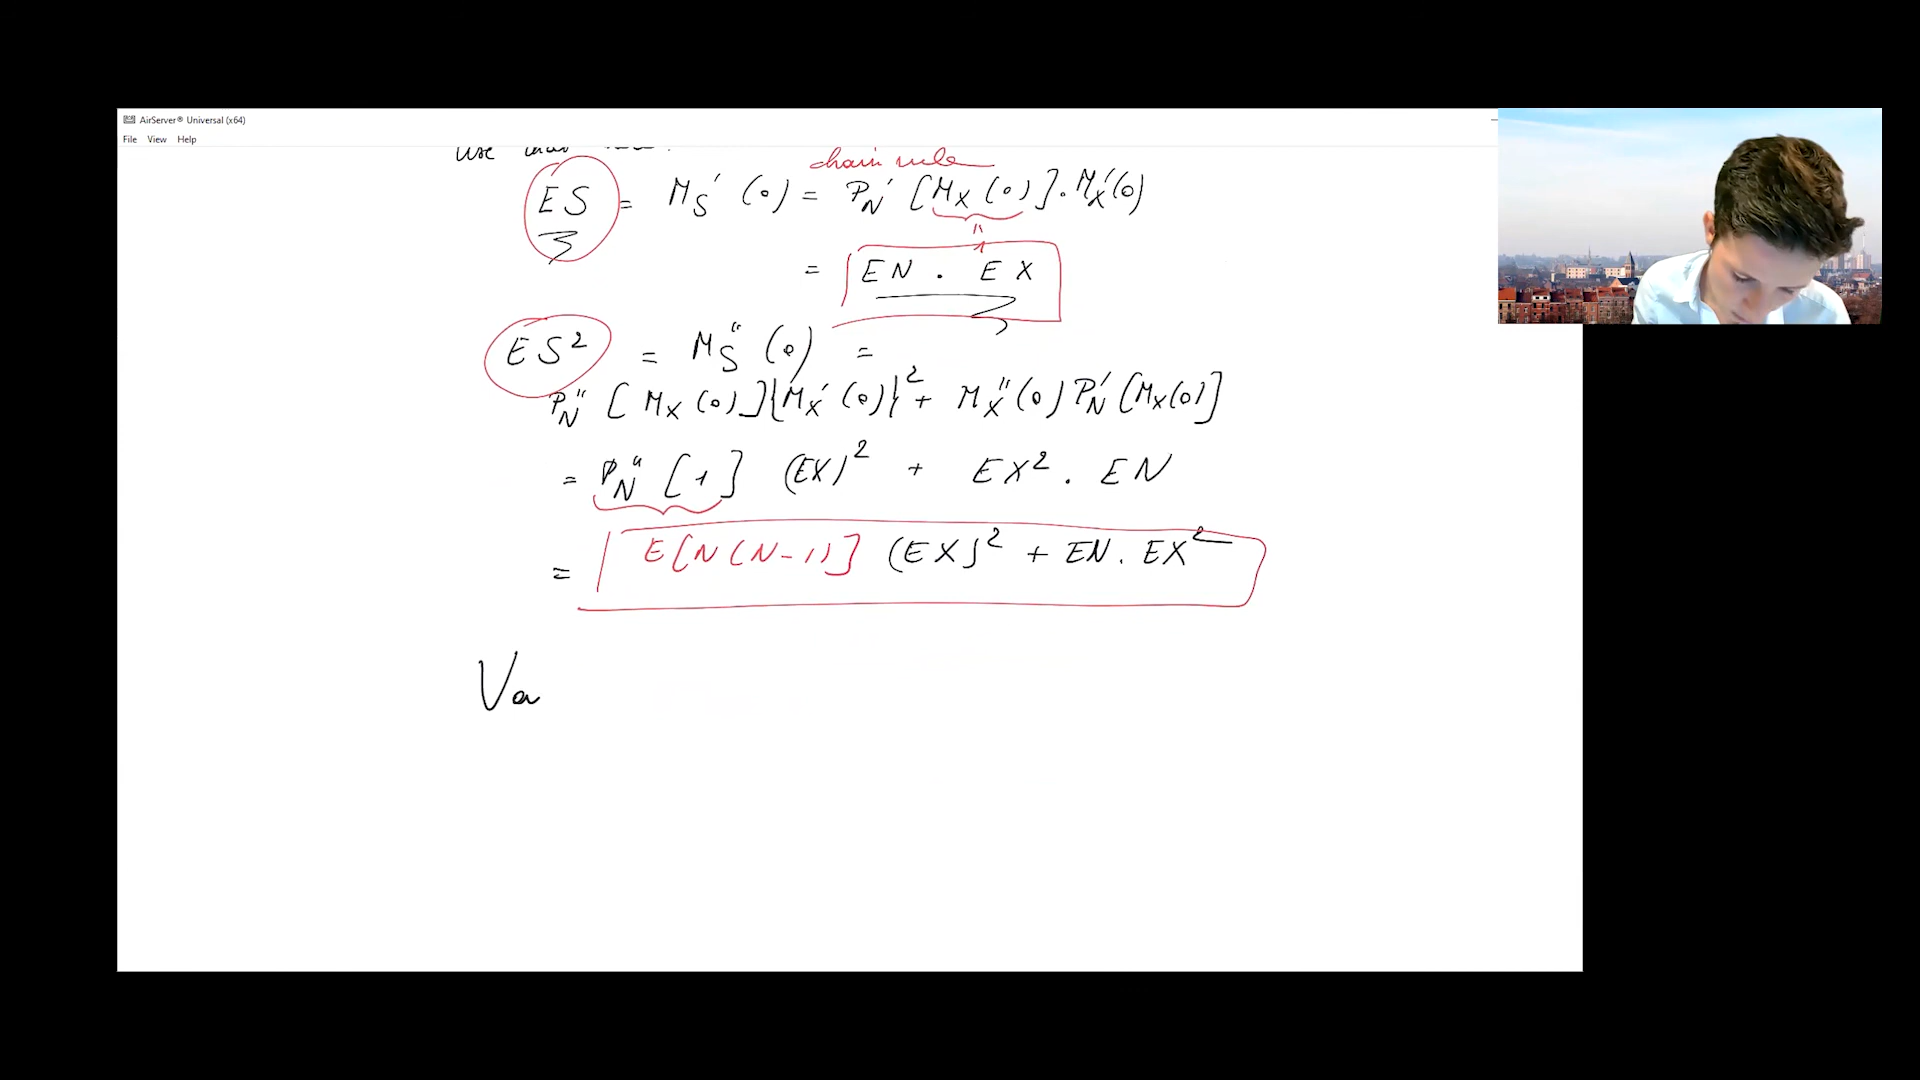 AirServer® Universal (x64)
File View Help
use
chain rule
ES = M_S'(0) = P_N'[M_X(0)].M_X'(0)
"
1
= EN . EX
ES² = M_S''(0) =
P_N''[M_X(0)]{M_X'(0)}² + M_X''(0) P_N'[M_X(0)]
= P_N''[1] (EX)² + EX² . EN
= E[N(N-1)] (EX)² + EN. EX²
Va